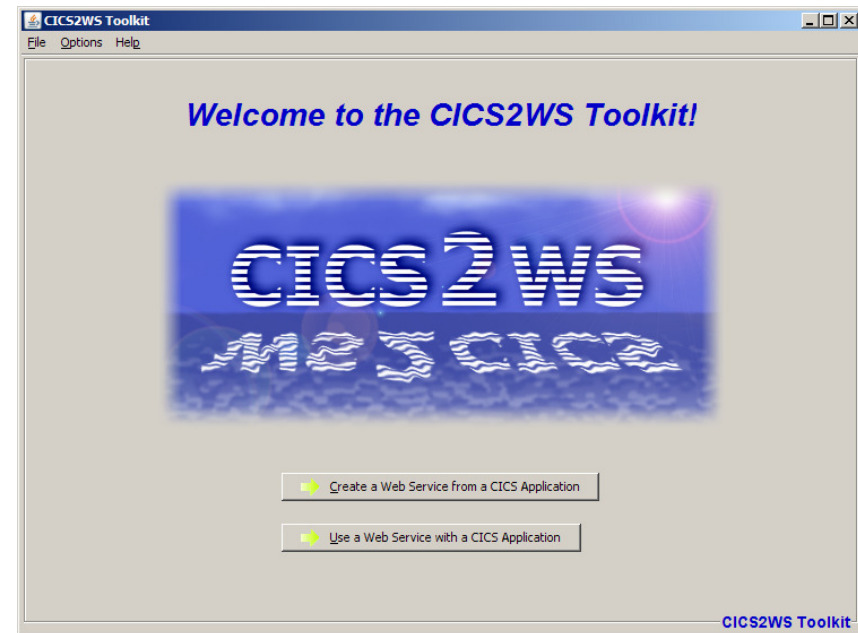 CICS2WS Toolkit
File Options Help
Welcome to the CICS2WS Toolkit!
CICS2WS
WS2CICS
Create a Web Service from a CICS Application
Use a Web Service with a CICS Application
CICS2WS Toolkit